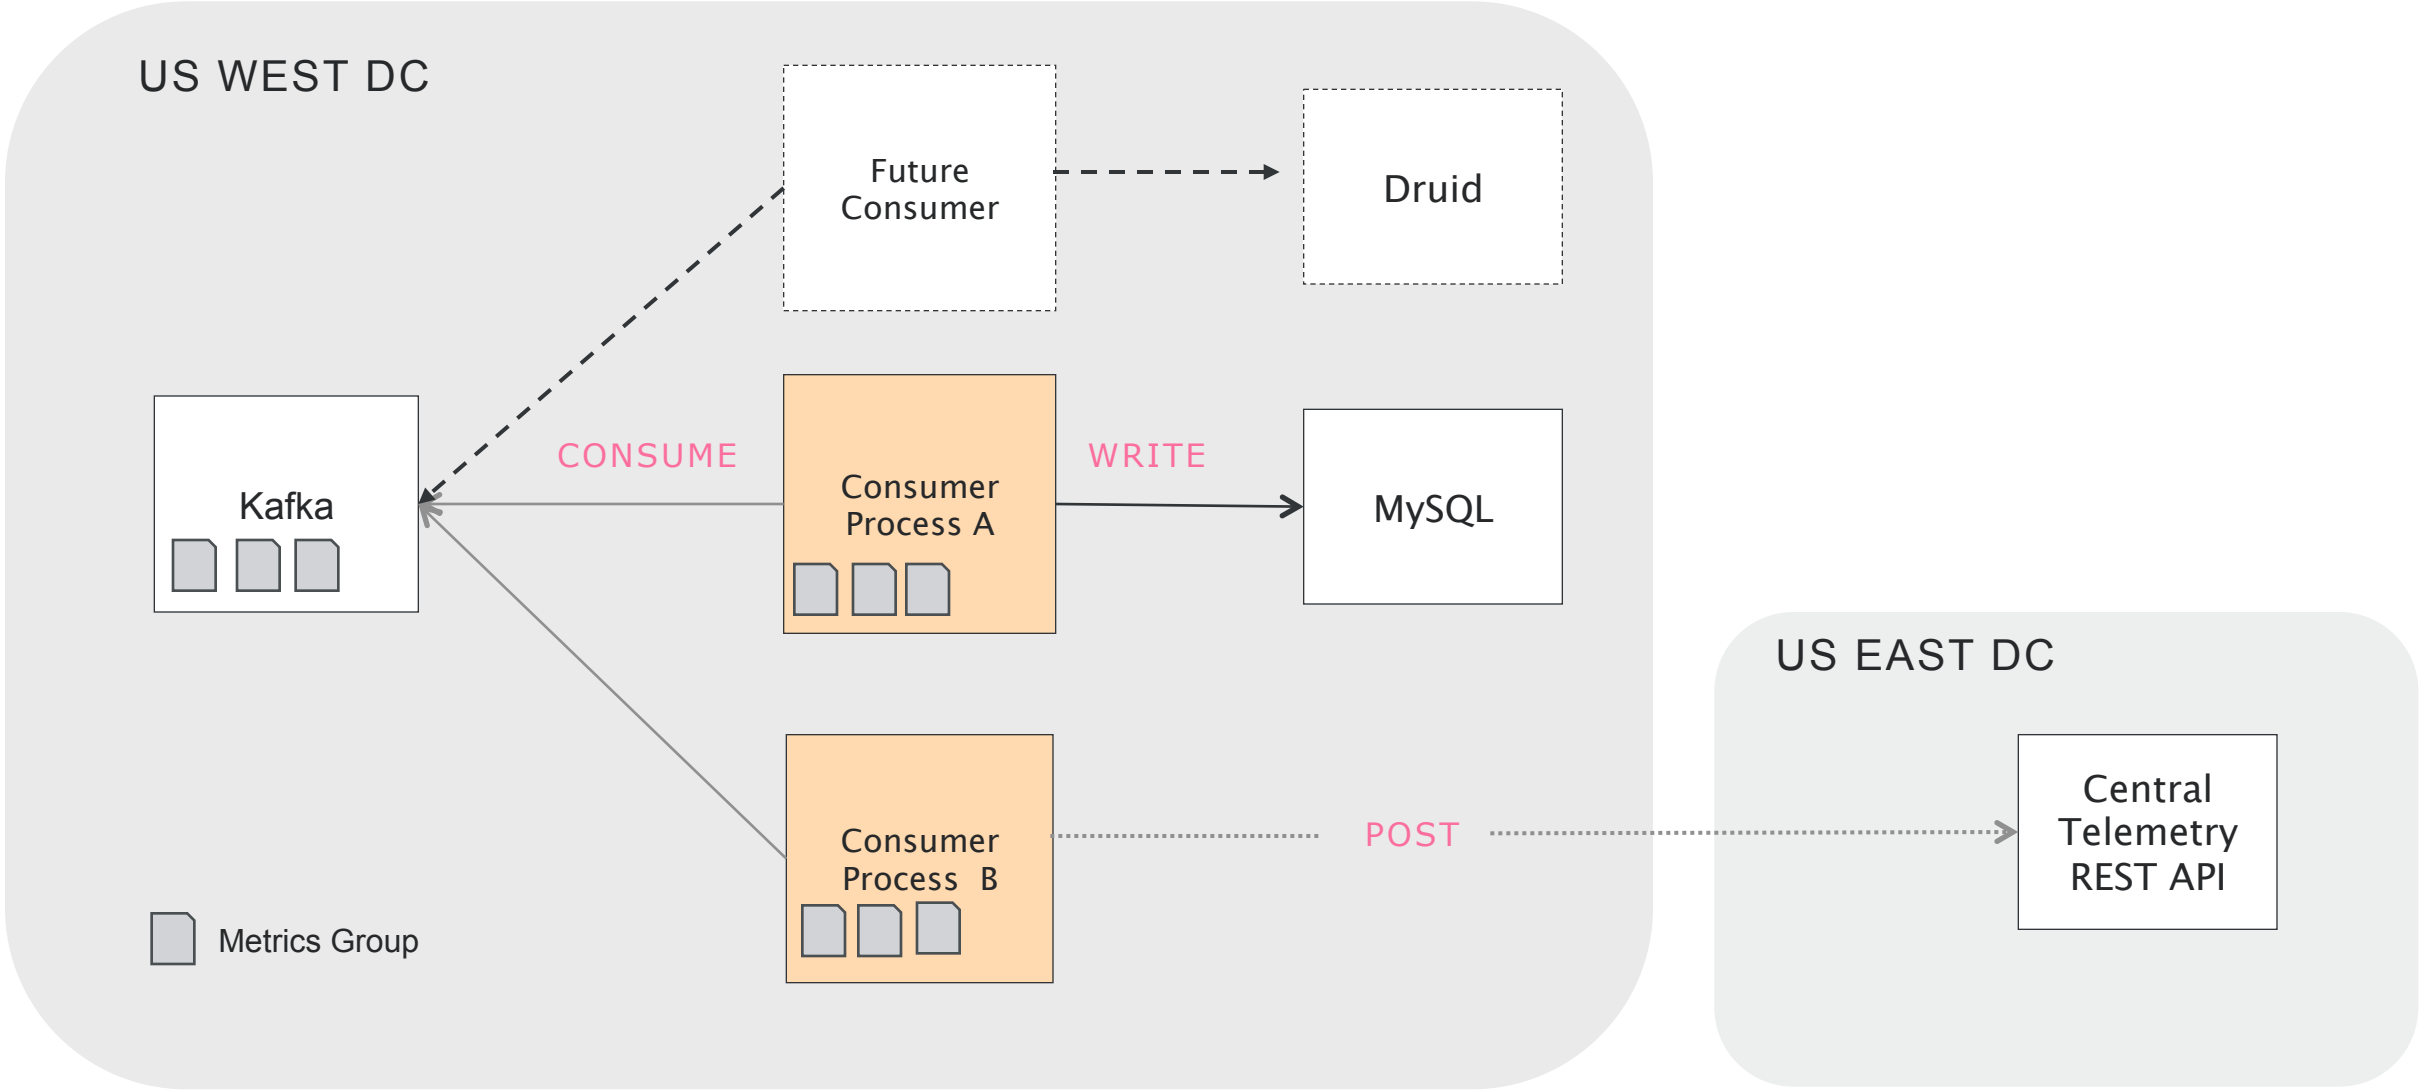 US WEST DC
Future
Consumer
Druid
CONSUME
WRITE
Kafka
Consumer
Process A
MySQL
US EAST DC
Consumer
Process B
POST
Central
Telemetry
REST API
Metrics Group